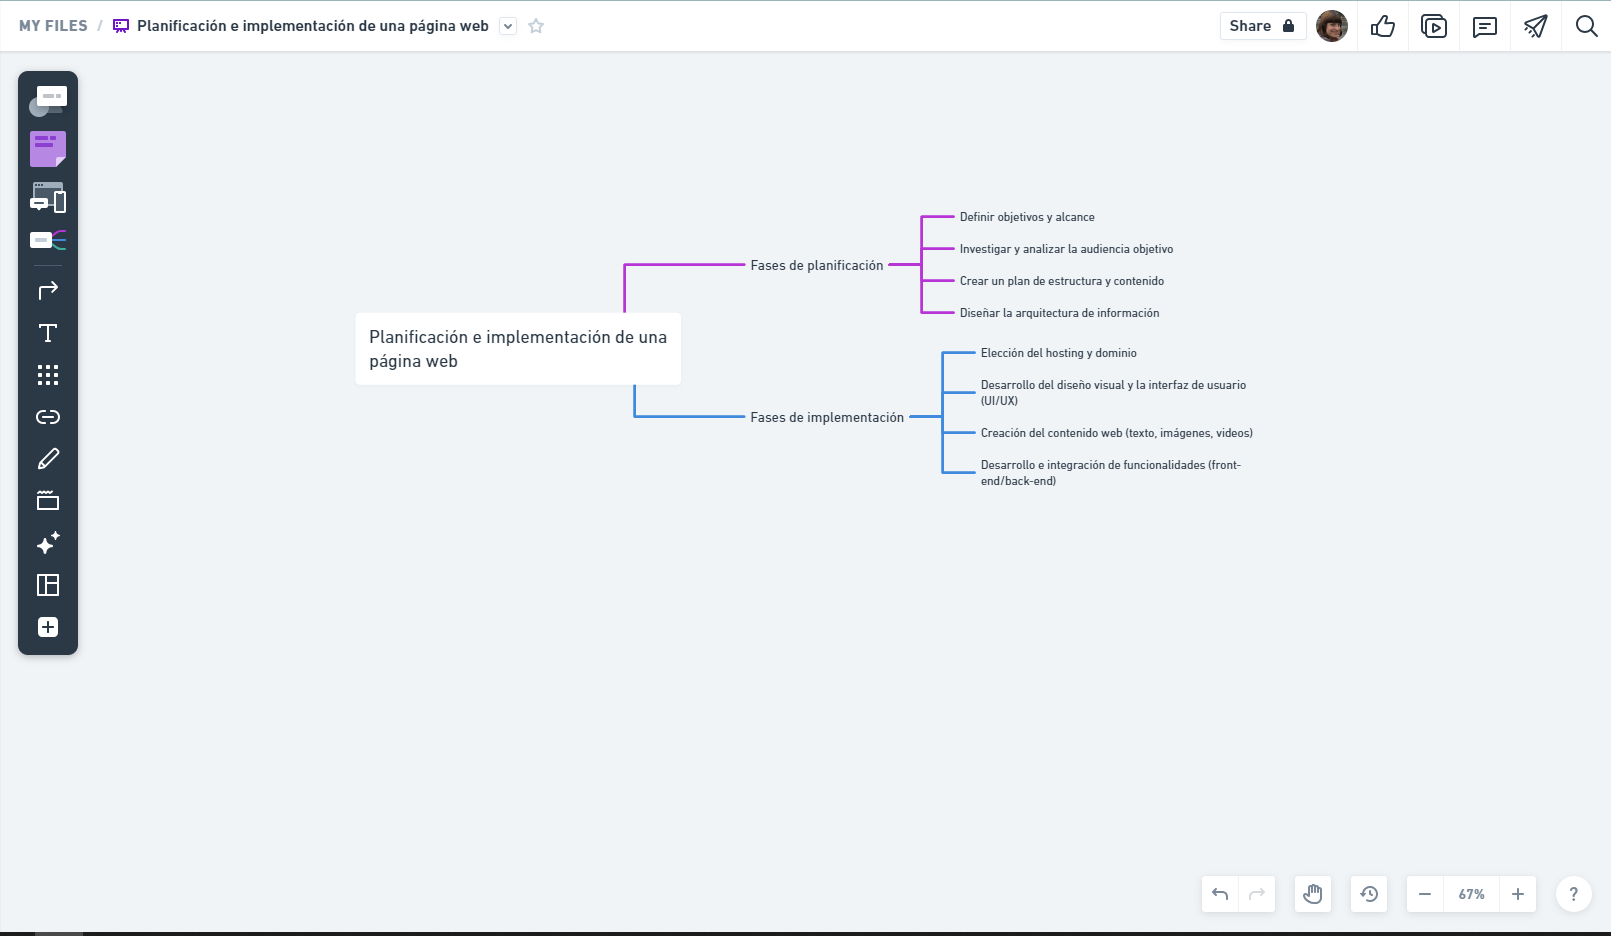 MY FILES / Planificación e implementación de una página web
Share
Definir objetivos y alcance
Investigar y analizar la audiencia objetivo
Fases de planificación
Crear un plan de estructura y contenido
Diseñar la arquitectura de información
Planificación e implementación de una
página web
Elección del hosting y dominio
Desarrollo del diseño visual y la interfaz de usuario
(UI/UX)
Fases de implementación
Creación del contenido web (texto, imágenes, videos)
Desarrollo e integración de funcionalidades (front-
end/back-end)
67%
?